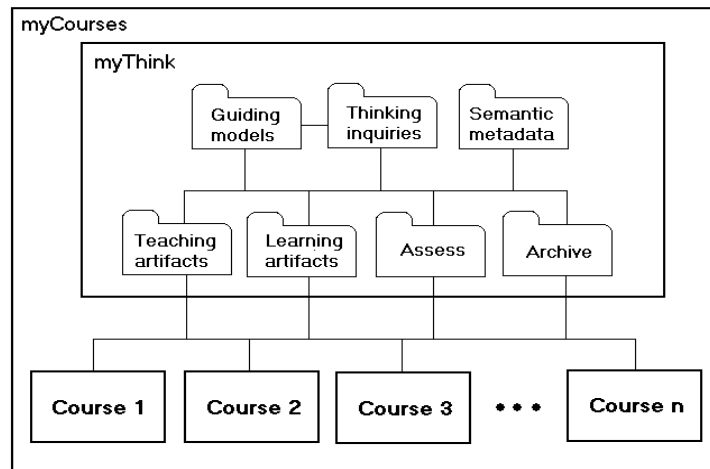 myCourses
myThink
Guiding
models
Thinking
inquiries
Semantic
metadata
Teaching
artifacts
Learning
artifacts
Assess
Archive
Course 1
Course 2
Course 3
• • •
Course n